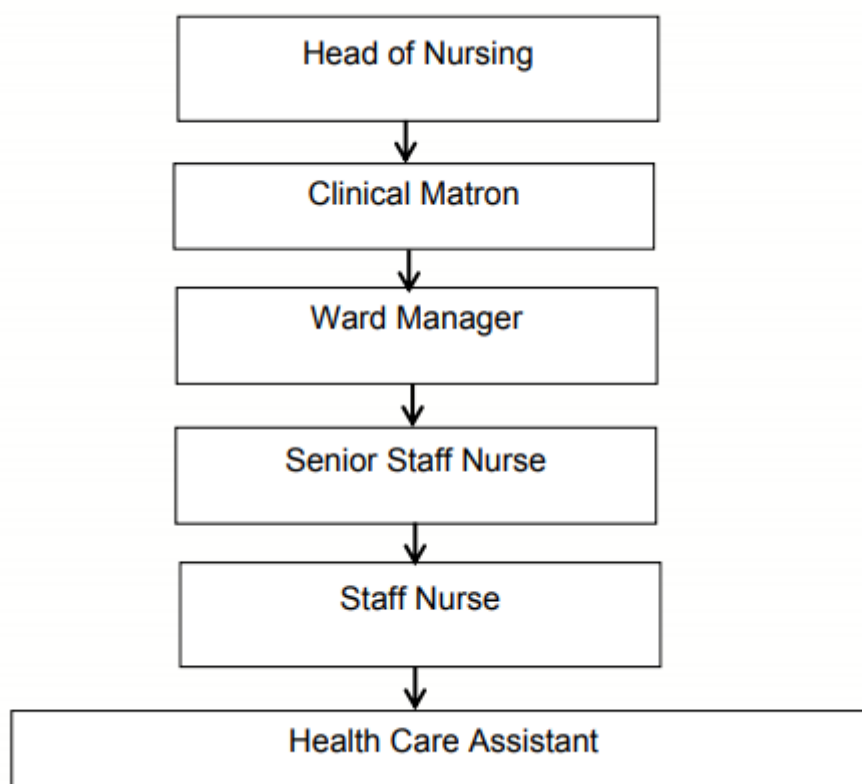 Head of Nursing
Clinical Matron
Ward Manager
Senior Staff Nurse
Staff Nurse
Health Care Assistant